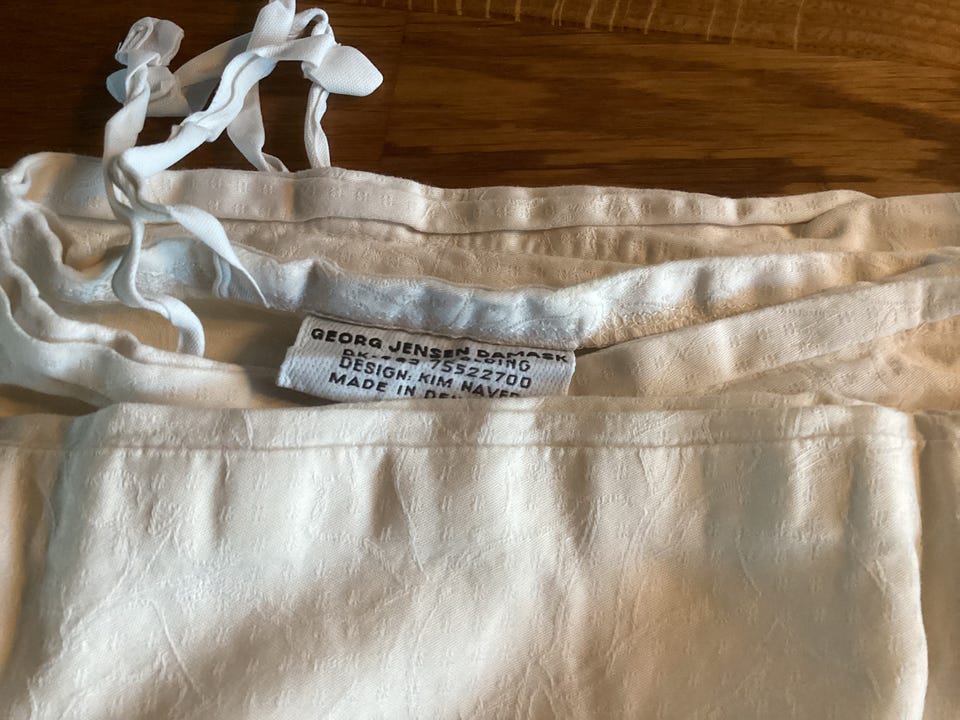 GEORG JENSEN DAMASK
75522700
DESIGN: KIM NAVER
MADE IN